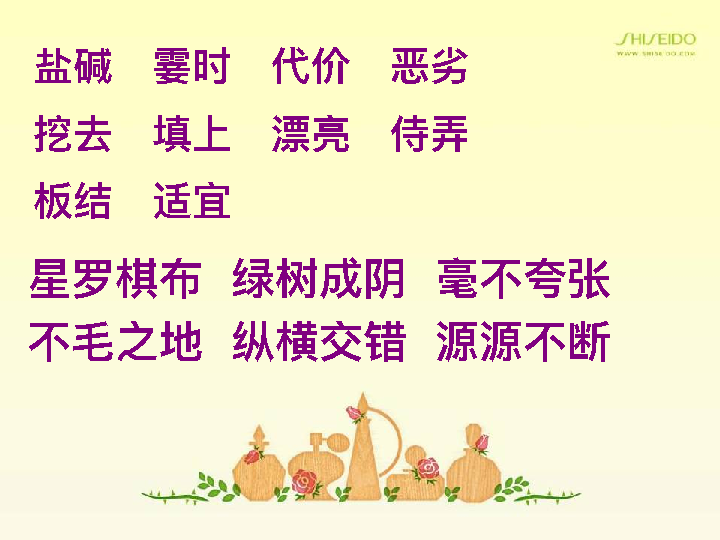 盐碱 霎时 代价 恶劣
挖去 填上 漂亮 侍弄
板结 适宜
星罗棋布 绿树成阴 毫不夸张
不毛之地 纵横交错 源源不断
SHISEIDO
WWW.SHISEIDO.COM